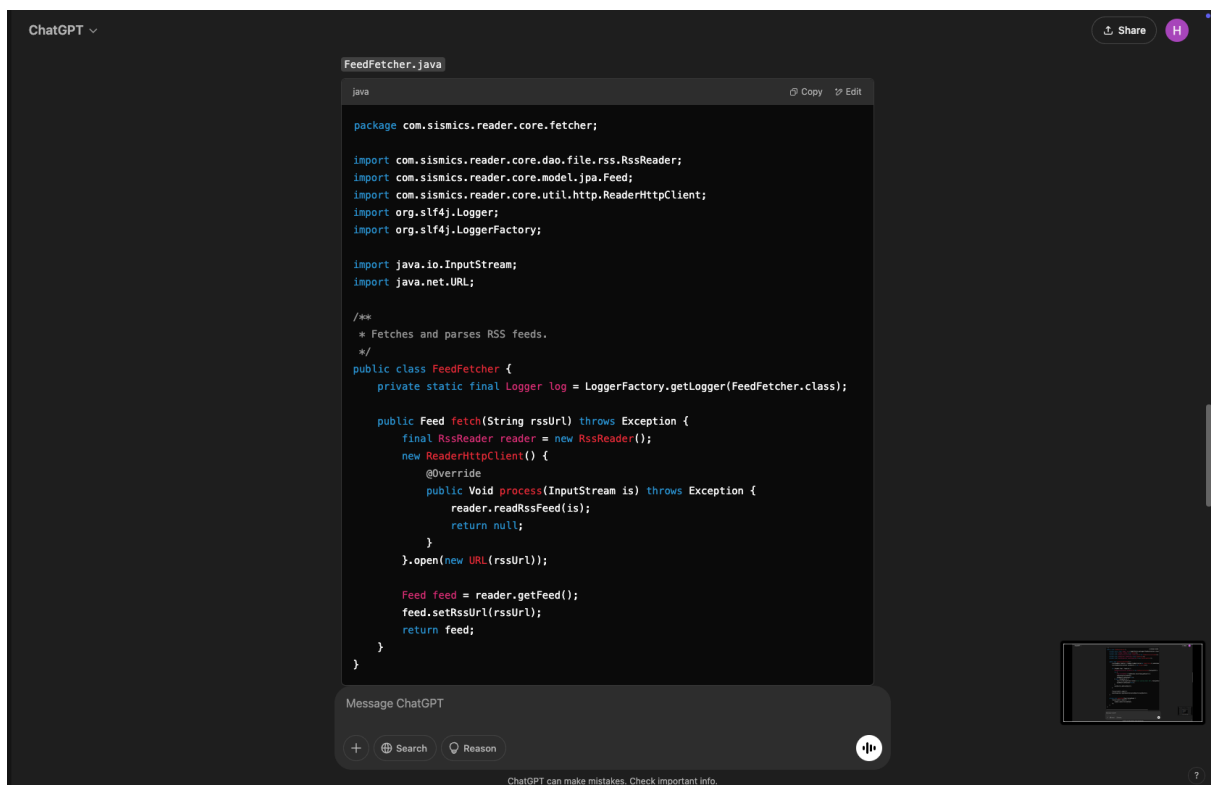 ChatGPT
Share
H
FeedFetcher.java
java
Copy
Edit
package com.sismics.reader.core.fetcher;
import com.sismics.reader.core.dao.file.rss.RssReader;
import com.sismics.reader.core.model.jpa.Feed;
import com.sismics.reader.core.util.http.ReaderHttpClient;
import org.slf4j.Logger;
import org.slf4j.LoggerFactory;
import java.io.InputStream;
import java.net.URL;
/**
 * Fetches and parses RSS feeds.
 */
public class FeedFetcher {
    private static final Logger log = LoggerFactory.getLogger(FeedFetcher.class);
    public Feed fetch(String rssUrl) throws Exception {
        final RssReader reader = new RssReader();
        new ReaderHttpClient() {
            @Override
            public Void process(InputStream is) throws Exception {
                reader.readRssFeed(is);
                return null;
            }
        }.open(new URL(rssUrl));
        Feed feed = reader.getFeed();
        feed.setRssUrl(rssUrl);
        return feed;
    }
}
Message ChatGPT
Search
Reason
ChatGPT can make mistakes. Check important info.
?